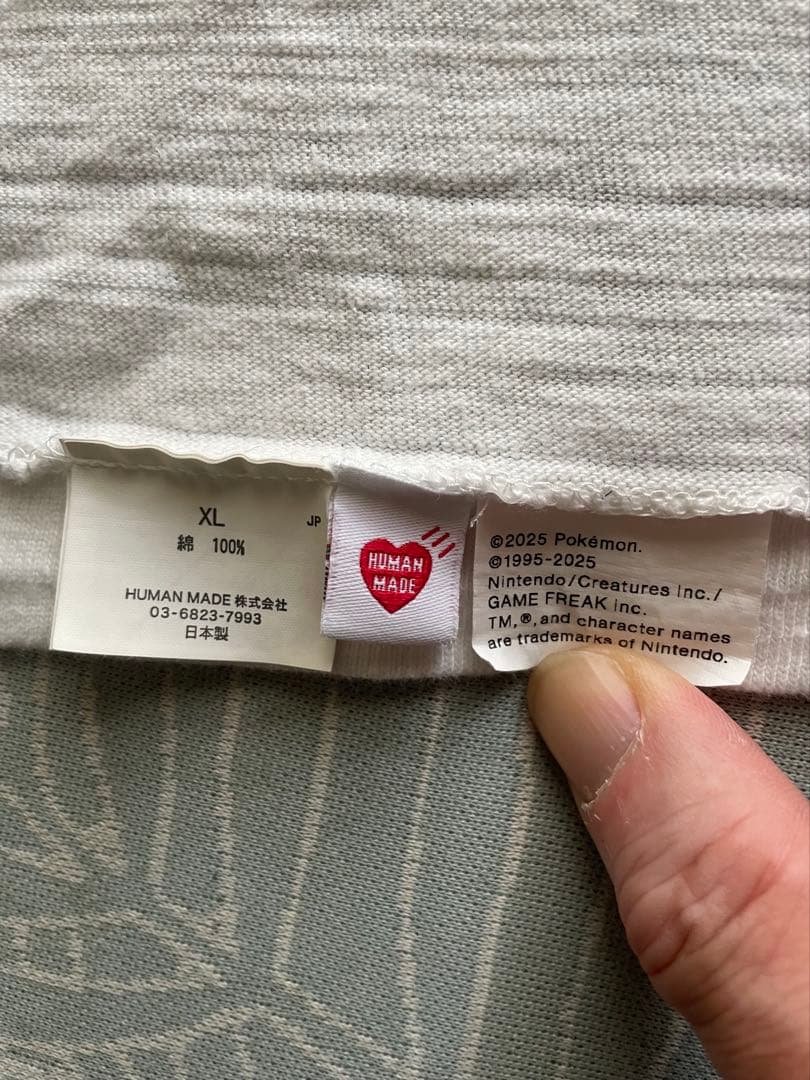 XL
JP
綿 100%
HUMAN MADE 株式会社
03-6823-7993
日本製
HUMAN
MADE
©2025 Pokémon.
©1995-2025
Nintendo/Creatures Inc./
GAME FREAK inc.
TM,®,and character names
are trademarks of Nintendo.